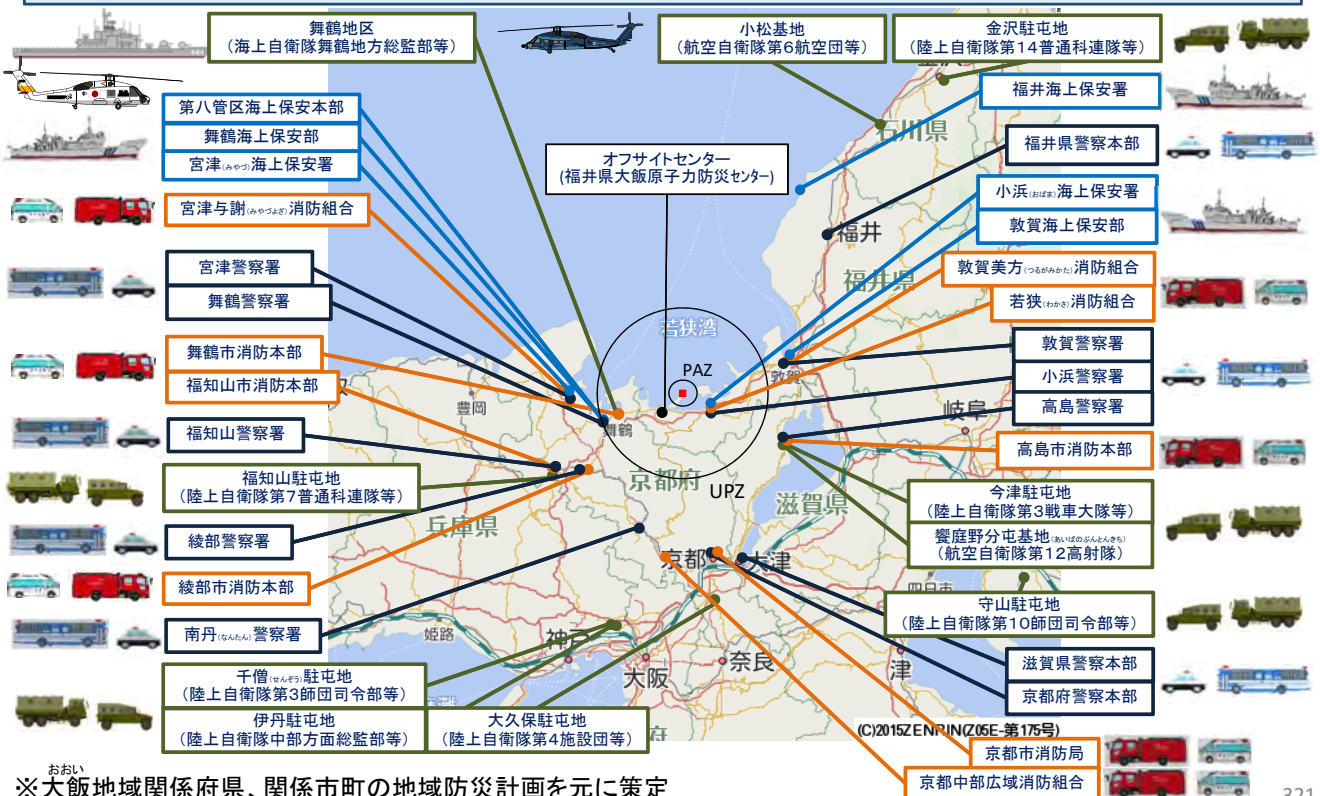 舞鶴地区
(海上自衛隊舞鶴地方総監部等)
小松基地
(航空自衛隊第6航空団等)
金沢駐屯地
(陸上自衛隊第14普通科連隊等)
第八管区海上保安本部
舞鶴海上保安部
宮津(みやづ)海上保安署
宮津与謝(みやづよざ)消防組合
宮津警察署
舞鶴警察署
舞鶴市消防本部
福知山市消防本部
福知山警察署
福知山駐屯地
(陸上自衛隊第7普通科連隊等)
綾部警察署
綾部市消防本部
南丹(なんたん)警察署
千僧(せんぞう)駐屯地
(陸上自衛隊第3師団司令部等)
伊丹駐屯地
(陸上自衛隊中部方面総監部等)
大久保駐屯地
(陸上自衛隊第4施設団等)
オフサイトセンター
(福井県大飯原子力防災センター)
福井海上保安署
福井県警察本部
小浜(おばま)海上保安署
敦賀海上保安部
敦賀美方(つるがみかた)消防組合
若狭(わかさ)消防組合
敦賀警察署
小浜警察署
高島警察署
高島市消防本部
今津駐屯地
(陸上自衛隊第3戦車大隊等)
饗庭野分屯基地(あいばのぶんとんきち)
(航空自衛隊第12高射隊)
守山駐屯地
(陸上自衛隊第10師団司令部等)
滋賀県警察本部
京都府警察本部
京都市消防局
京都中部広域消防組合
石川県
福井
福井県
若狭湾
PAZ
敦賀
豊岡
舞鶴
岐阜
京都府
UPZ
滋賀県
兵庫県
京都
大津
四日市
姫路
神戸
大阪
奈良
津
府
(C)2015ZENRIN(Z05E-第175号)
おおい
※大飯地域関係府県、関係市町の地域防災計画を元に策定
321